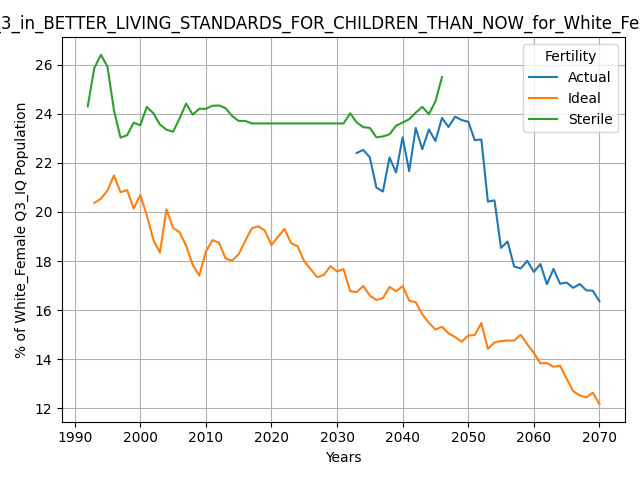 _3_in_BETTER_LIVING_STANDARDS_FOR_CHILDREN_THAN_NOW_for_White_Fe
Fertility
Actual
Ideal
Sterile
% of White_Female Q3_IQ Population
26
24
22
20
18
16
14
12
1990 2000 2010 2020 2030 2040 2050 2060 2070
Years